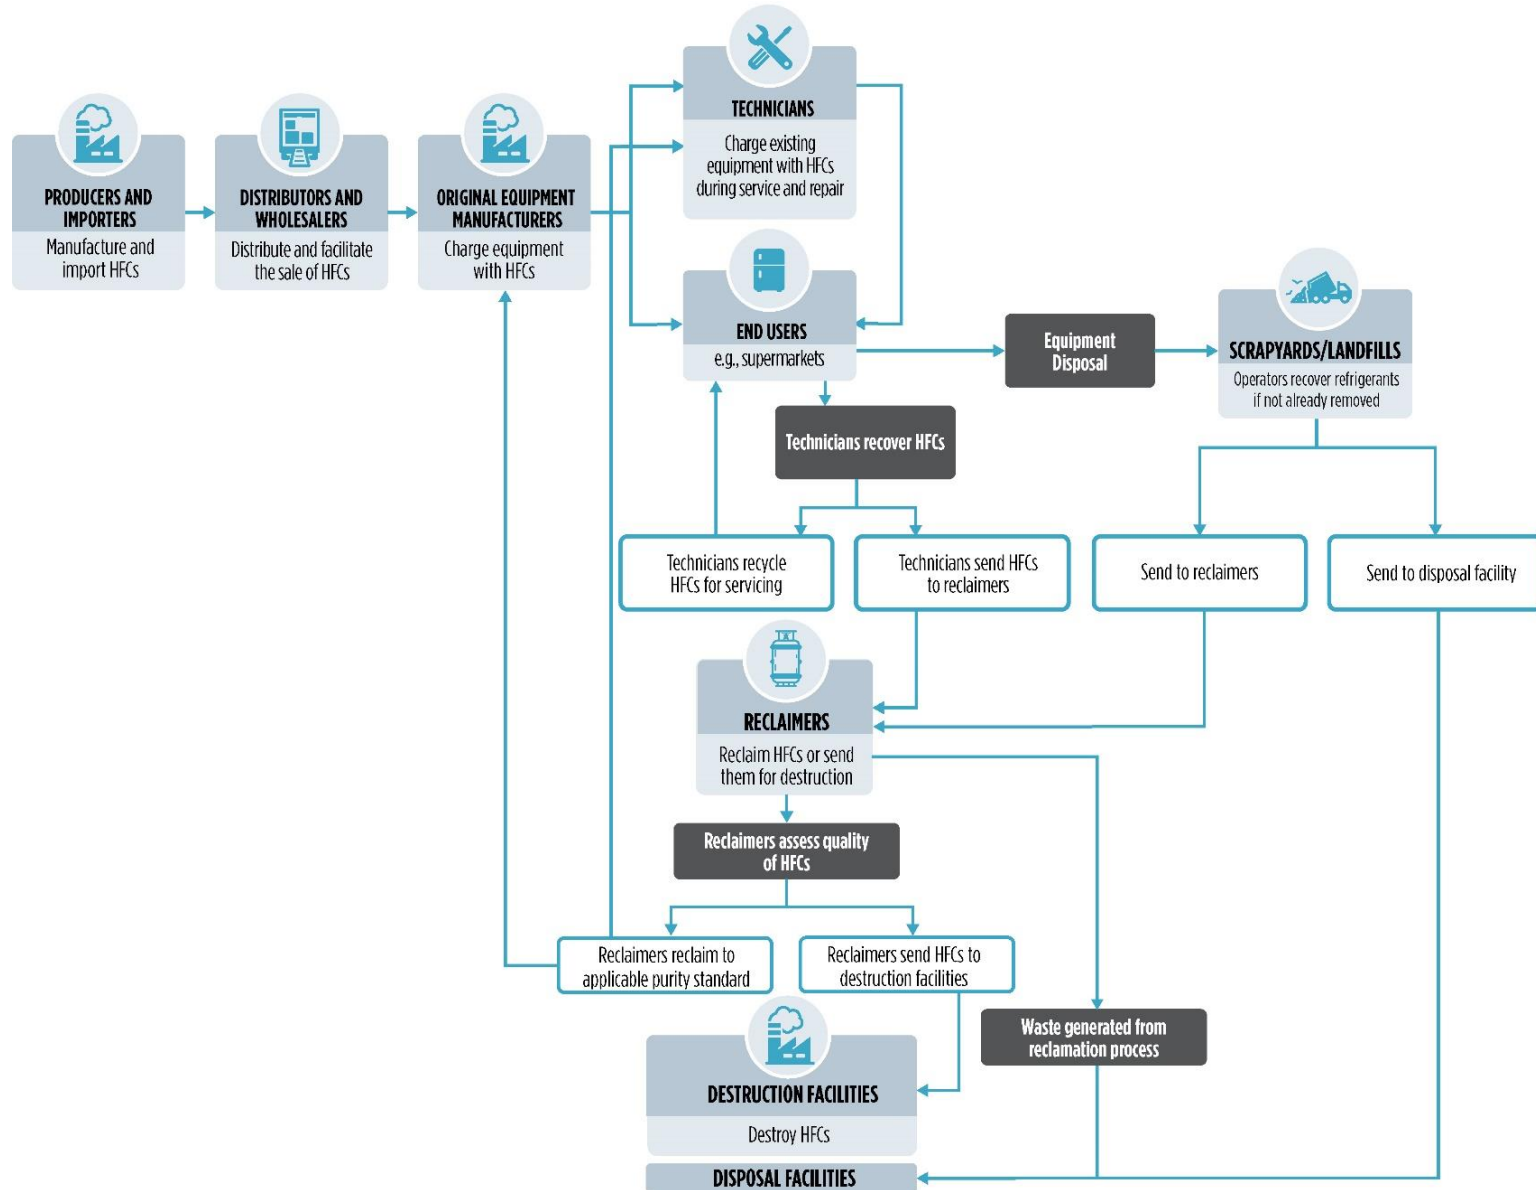 PRODUCERS AND
IMPORTERS
Manufacture and
import HFCs
DISTRIBUTORS AND
WHOLESALERS
Distribute and facilitate
the sale of HFCs
ORIGINAL EQUIPMENT
MANUFACTURERS
Charge equipment
with HFCs
TECHNICIANS
Charge existing
equipment with HFCs
during service and repair
END USERS
e.g., supermarkets
Equipment
Disposal
SCRAPYARDS/LANDFILLS
Operators recover refrigerants
if not already removed
Technicians recover HFCs
Technicians recycle
HFCs for servicing
Technicians send HFCs
to reclaimers
Send to reclaimers
Send to disposal facility
RECLAIMERS
Reclaim HFCs or send
them for destruction
Reclaimers assess quality
of HFCs
Reclaimers reclaim to
applicable purity standard
Reclaimers send HFCs to
destruction facilities
Waste generated from
reclamation process
DESTRUCTION FACILITIES
Destroy HFCs
DISPOSAL FACILITIES